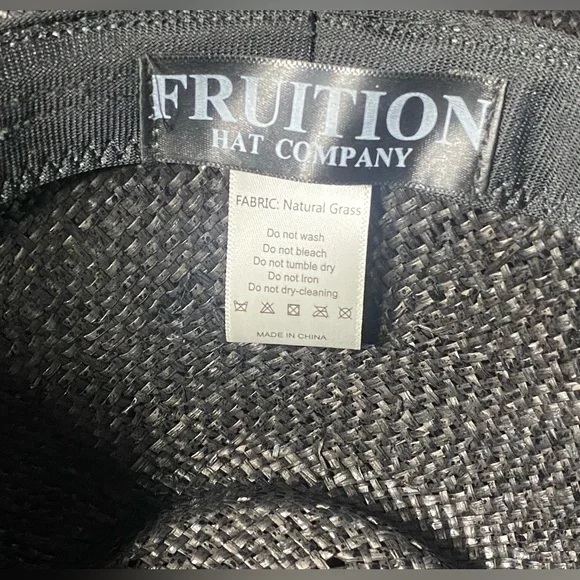 FRUITION
HAT COMPANY
FABRIC: Natural Grass
Do not wash
Do not bleach
Do not tumble dry
Do not Iron
Do not dry-cleaning
MADE IN CHINA